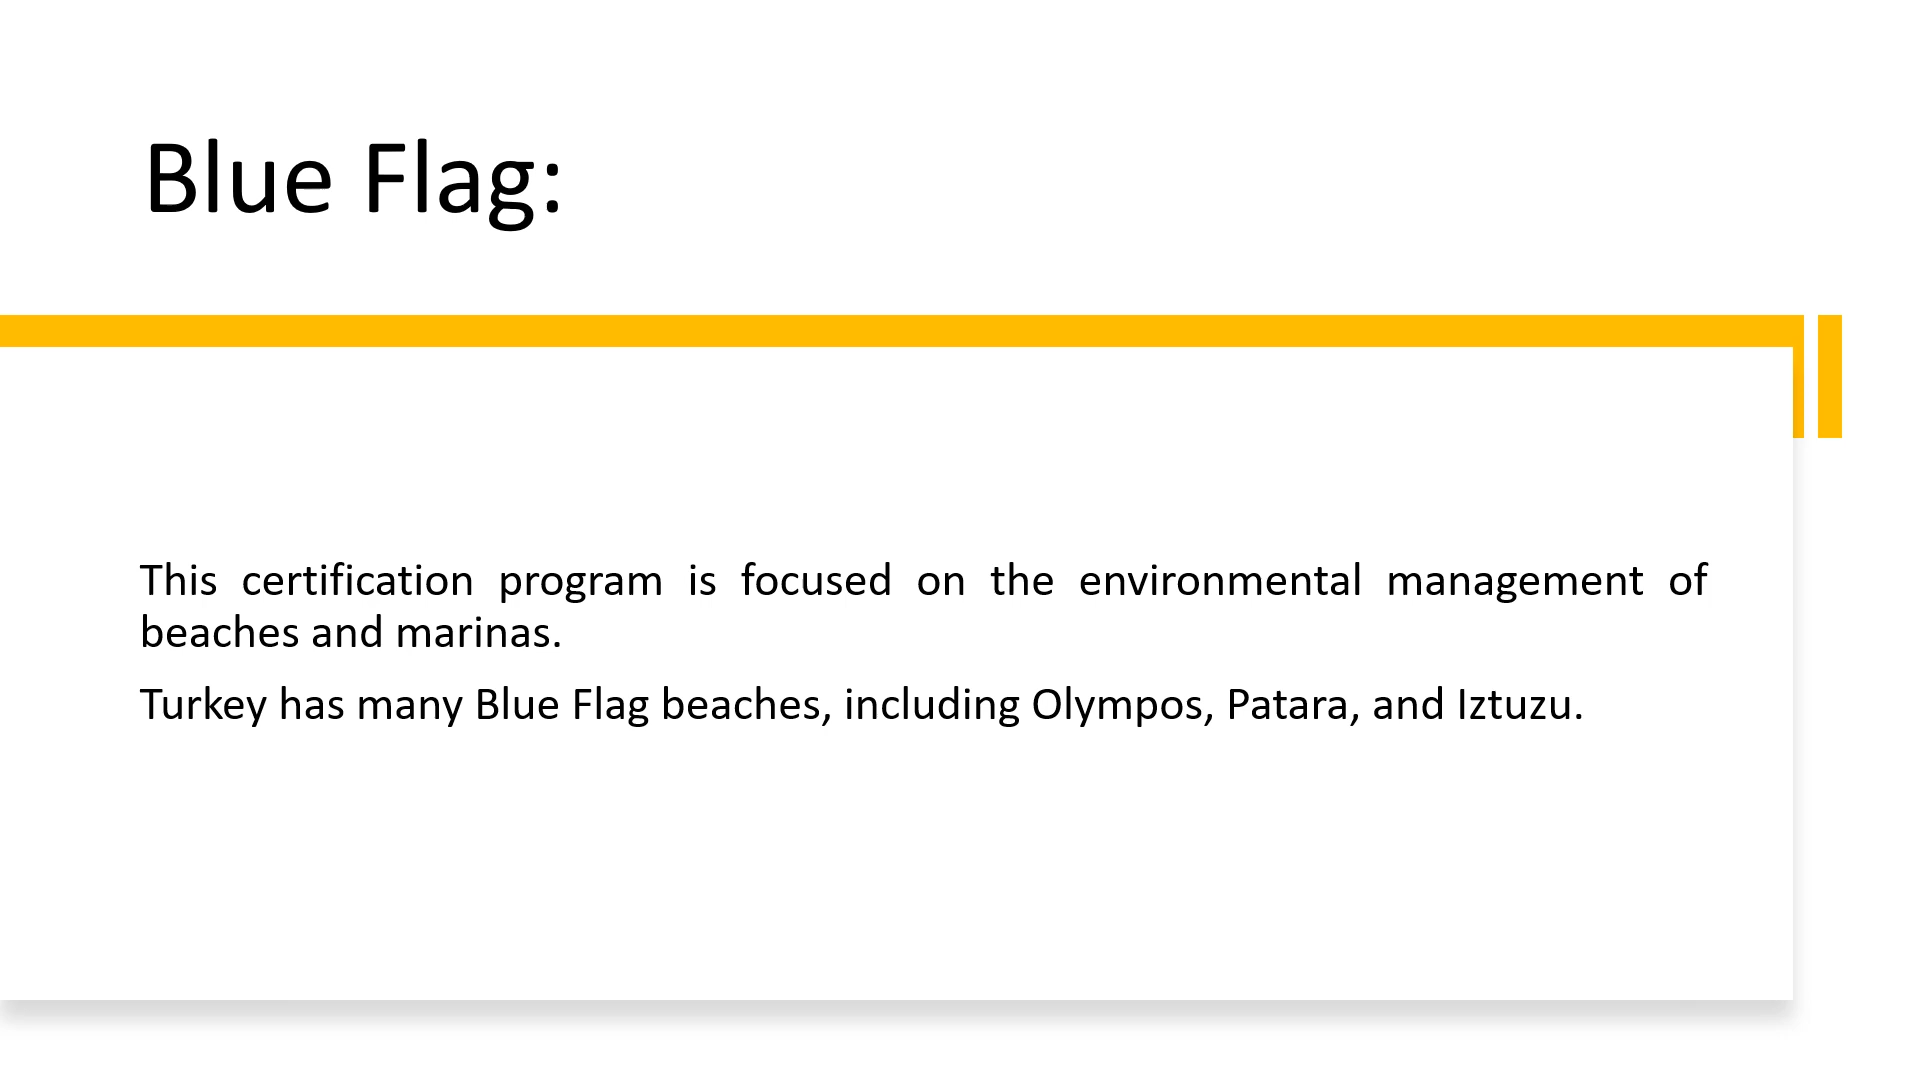 Blue Flag:
This certification program is focused on the environmental management of
beaches and marinas.
Turkey has many Blue Flag beaches, including Olympos, Patara, and Iztuzu.